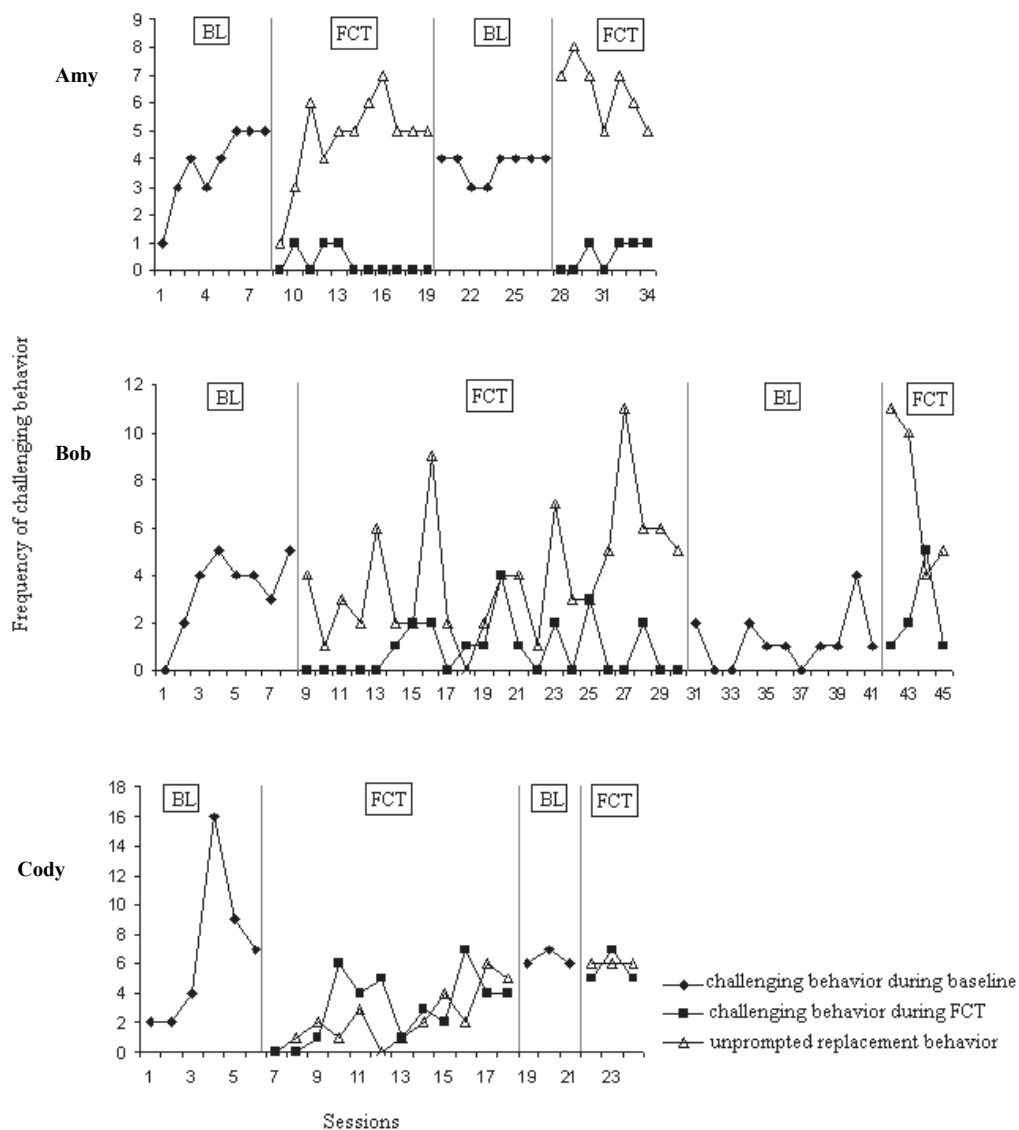 Frequency of challenging behavior
Amy
BL
FCT
BL
FCT
9
8
7
6
5
4
3
2
1
0
1 4 7 10 13 16 19 22 25 28 31 34
Bob
BL
FCT
BL
FCT
12
10
8
6
4
2
0
1 3 5 7 9 11 13 15 17 19 21 23 25 27 29 31 33 35 37 39 41 43 45
Cody
BL
FCT
BL
FCT
18
16
14
12
10
8
6
4
2
0
1 3 5 7 9 11 13 15 17 19 21 23
Sessions
challenging behavior during baseline
challenging behavior during FCT
unprompted replacement behavior